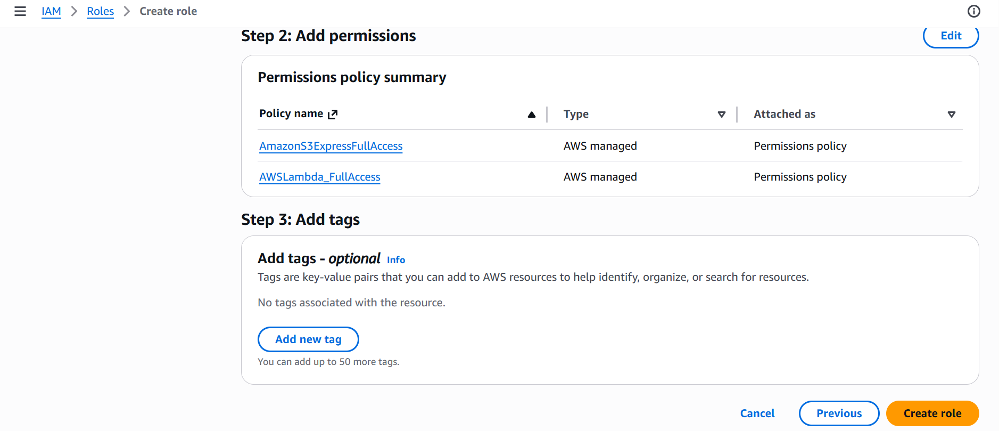 IAM > Roles > Create role
Step 2: Add permissions
Edit
Permissions policy summary
Policy name Type Attached as
AmazonS3ExpressFullAccess AWS managed Permissions policy
AWSLambda_FullAccess AWS managed Permissions policy
Step 3: Add tags
Add tags - optional Info
Tags are key-value pairs that you can add to AWS resources to help identify, organize, or search for resources.
No tags associated with the resource.
Add new tag
You can add up to 50 more tags.
Cancel Previous Create role